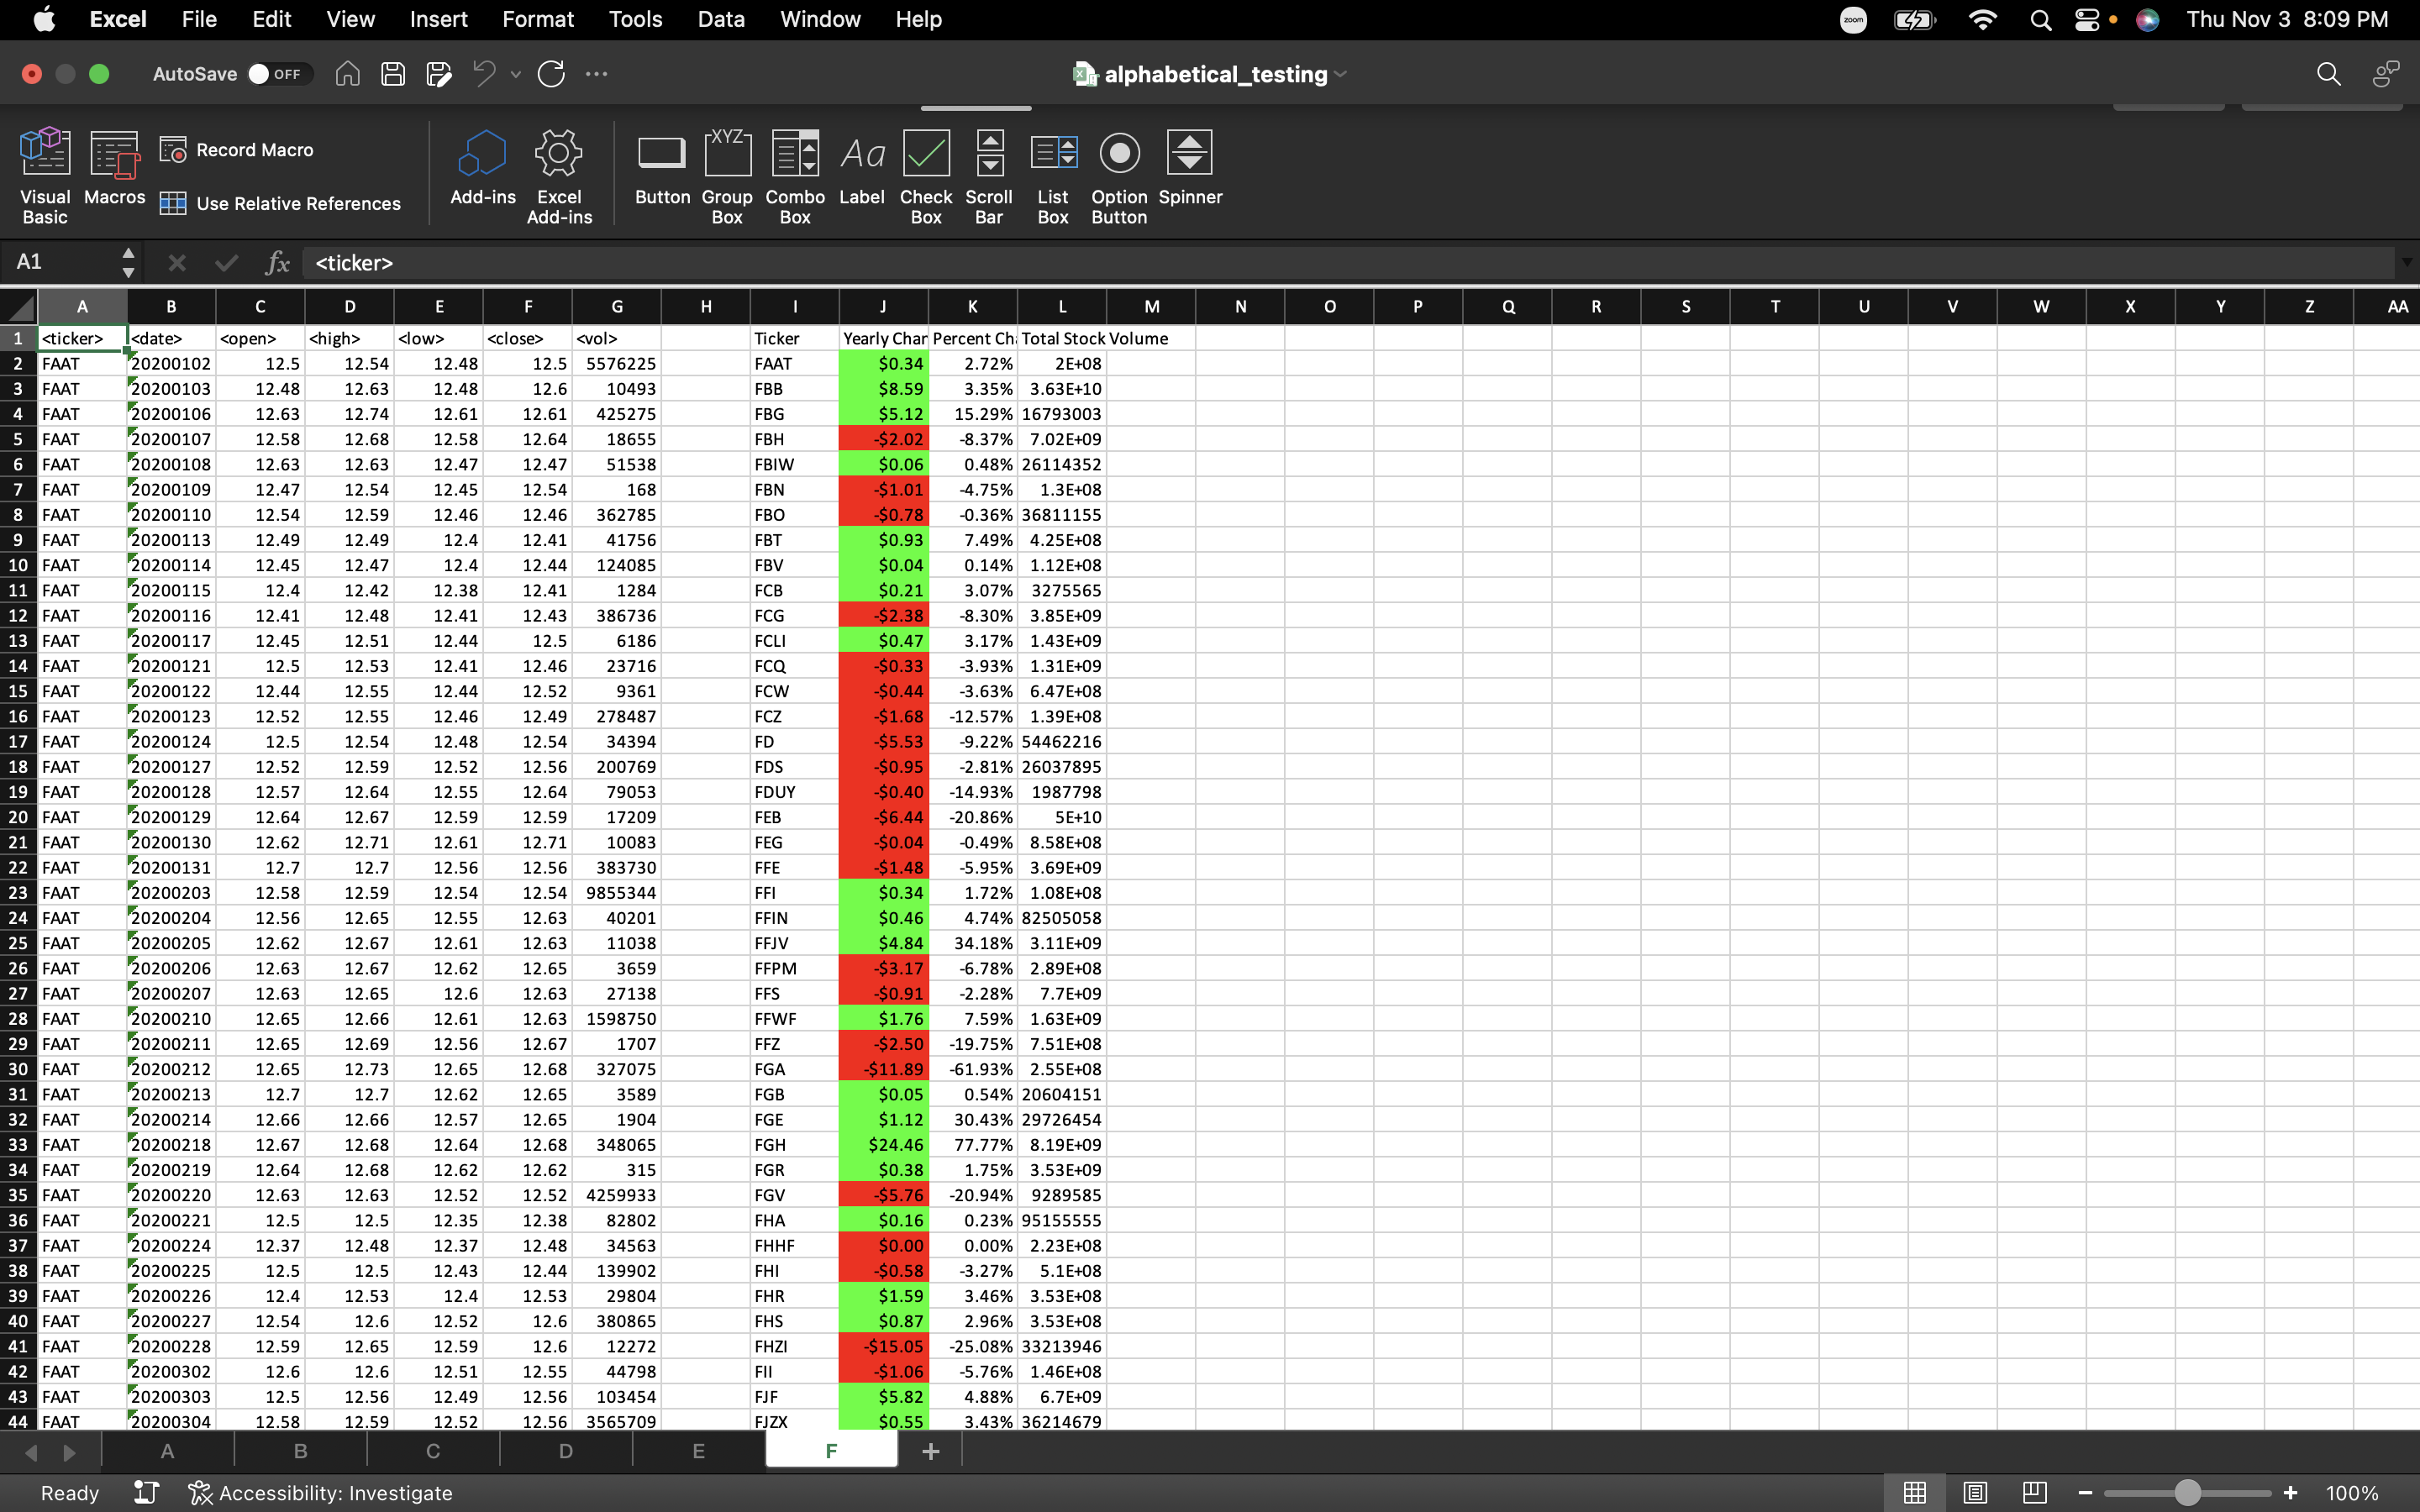 Excel File Edit View Insert Format Tools Data Window Help zoom Thu Nov 3 8:09 PM
AutoSave OFF alphabetical_testing
Visual Basic Macros Record Macro Use Relative References Add-ins Excel Add-ins XYZ Button Group Box Combo Box Aa Label Check Box Scroll Bar List Box Option Button Spinner
A1 fx <ticker>
A B C D E F G H I J K L M N O P Q R S T U V W X Y Z AA
1 <ticker> <date> <open> <high> <low> <close> <vol> Ticker Yearly Char Percent Ch Total Stock Volume
2 FAAT 20200102 12.5 12.54 12.48 12.5 5576225 FAAT $0.34 2.72% 2E+08
3 FAAT 20200103 12.48 12.63 12.48 12.6 10493 FBB $8.59 3.35% 3.63E+10
4 FAAT 20200106 12.63 12.74 12.61 12.61 425275 FBG $5.12 15.29% 16793003
5 FAAT 20200107 12.58 12.68 12.58 12.64 18655 FBH -$2.02 -8.37% 7.02E+09
6 FAAT 20200108 12.63 12.63 12.47 12.47 51538 FBIW $0.06 0.48% 26114352
7 FAAT 20200109 12.47 12.54 12.45 12.54 168 FBN -$1.01 -4.75% 1.3E+08
8 FAAT 20200110 12.54 12.59 12.46 12.46 362785 FBO -$0.78 -0.36% 36811155
9 FAAT 20200113 12.49 12.49 12.4 12.41 41756 FBT $0.93 7.49% 4.25E+08
10 FAAT 20200114 12.45 12.47 12.4 12.44 124085 FBV $0.04 0.14% 1.12E+08
11 FAAT 20200115 12.4 12.42 12.38 12.41 1284 FCB $0.21 3.07% 3275565
12 FAAT 20200116 12.41 12.48 12.41 12.43 386736 FCG -$2.38 -8.30% 3.85E+09
13 FAAT 20200117 12.45 12.51 12.44 12.5 6186 FCLI $0.47 3.17% 1.43E+09
14 FAAT 20200121 12.5 12.53 12.41 12.46 23716 FCQ -$0.33 -3.93% 1.31E+09
15 FAAT 20200122 12.44 12.55 12.44 12.52 9361 FCW -$0.44 -3.63% 6.47E+08
16 FAAT 20200123 12.52 12.55 12.46 12.49 278487 FCZ -$1.68 -12.57% 1.39E+08
17 FAAT 20200124 12.5 12.54 12.48 12.54 34394 FD -$5.53 -9.22% 54462216
18 FAAT 20200127 12.52 12.59 12.52 12.56 200769 FDS -$0.95 -2.81% 26037895
19 FAAT 20200128 12.57 12.64 12.55 12.64 79053 FDUY -$0.40 -14.93% 1987798
20 FAAT 20200129 12.64 12.67 12.59 12.59 17209 FEB -$6.44 -20.86% 5E+10
21 FAAT 20200130 12.62 12.71 12.61 12.71 10083 FEG -$0.04 -0.49% 8.58E+08
22 FAAT 20200131 12.7 12.7 12.56 12.56 383730 FFE -$1.48 -5.95% 3.69E+09
23 FAAT 20200203 12.58 12.59 12.54 12.54 9855344 FFI $0.34 1.72% 1.08E+08
24 FAAT 20200204 12.56 12.65 12.55 12.63 40201 FFIN $0.46 4.74% 82505058
25 FAAT 20200205 12.62 12.67 12.61 12.63 11038 FFJV $4.84 34.18% 3.11E+09
26 FAAT 20200206 12.63 12.67 12.62 12.65 3659 FFPM -$3.17 -6.78% 2.89E+08
27 FAAT 20200207 12.63 12.65 12.6 12.63 27138 FFS -$0.91 -2.28% 7.7E+09
28 FAAT 20200210 12.65 12.66 12.61 12.63 1598750 FFWF $1.76 7.59% 1.63E+09
29 FAAT 20200211 12.65 12.69 12.56 12.67 1707 FFZ -$2.50 -19.75% 7.51E+08
30 FAAT 20200212 12.65 12.73 12.65 12.68 327075 FGA -$11.89 -61.93% 2.55E+08
31 FAAT 20200213 12.7 12.7 12.62 12.65 3589 FGB $0.05 0.54% 20604151
32 FAAT 20200214 12.66 12.66 12.57 12.65 1904 FGE $1.12 30.43% 29726454
33 FAAT 20200218 12.67 12.68 12.64 12.68 348065 FGH $24.46 77.77% 8.19E+09
34 FAAT 20200219 12.64 12.68 12.62 12.62 315 FGR $0.38 1.75% 3.53E+09
35 FAAT 20200220 12.63 12.63 12.52 12.52 4259933 FGV -$5.76 -20.94% 9289585
36 FAAT 20200221 12.5 12.5 12.35 12.38 82802 FHA $0.16 0.23% 95155555
37 FAAT 20200224 12.37 12.48 12.37 12.48 34563 FHHF $0.00 0.00% 2.23E+08
38 FAAT 20200225 12.5 12.5 12.43 12.44 139902 FHI -$0.58 -3.27% 5.1E+08
39 FAAT 20200226 12.4 12.53 12.4 12.53 29804 FHR $1.59 3.46% 3.53E+08
40 FAAT 20200227 12.54 12.6 12.52 12.6 380865 FHS $0.87 2.96% 3.53E+08
41 FAAT 20200228 12.59 12.65 12.59 12.6 12272 FHZI -$15.05 -25.08% 33213946
42 FAAT 20200302 12.6 12.6 12.51 12.55 44798 FII -$1.06 -5.76% 1.46E+08
43 FAAT 20200303 12.5 12.56 12.49 12.56 103454 FJF $5.82 4.88% 6.7E+09
44 FAAT 20200304 12.58 12.59 12.52 12.56 3565709 FJZX $0.55 3.43% 36214679
A B C D E F +
Ready Accessibility: Investigate 100%